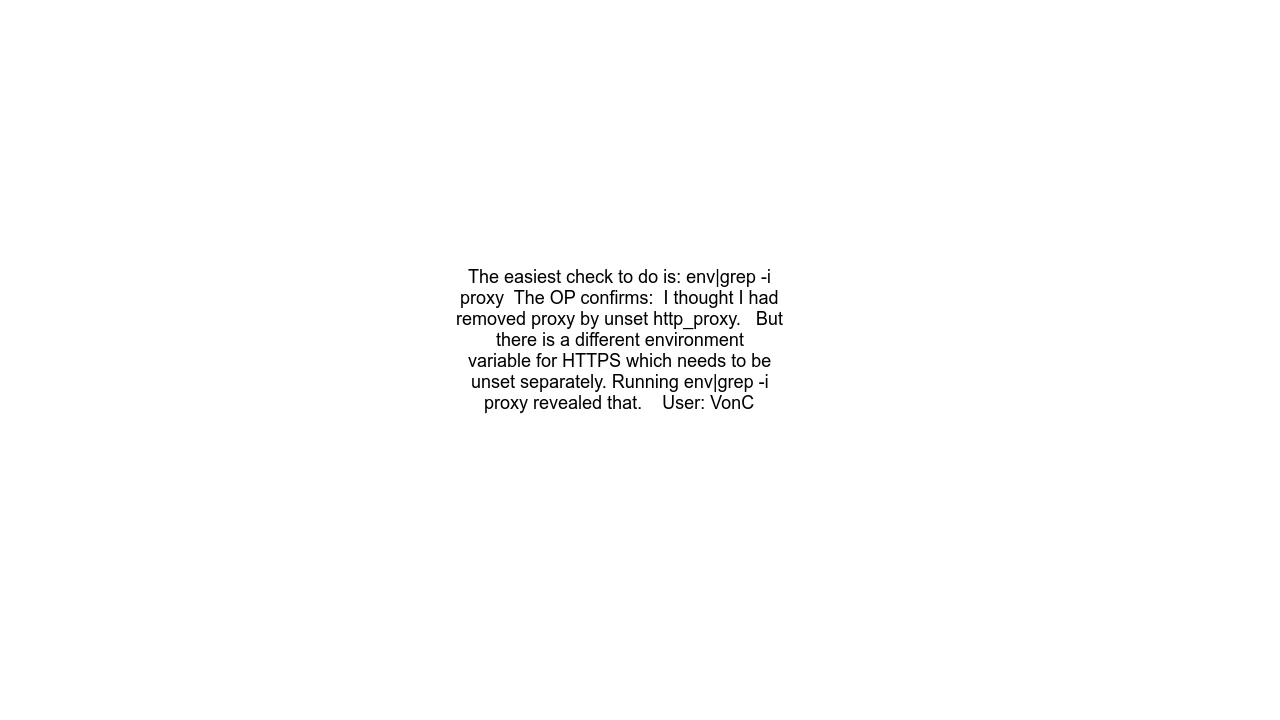 The easiest check to do is: env|grep -i
proxy  The OP confirms:  I thought I had
removed proxy by unset http_proxy.   But
there is a different environment
variable for HTTPS which needs to be
unset separately. Running env|grep -i
proxy revealed that.    User: VonC